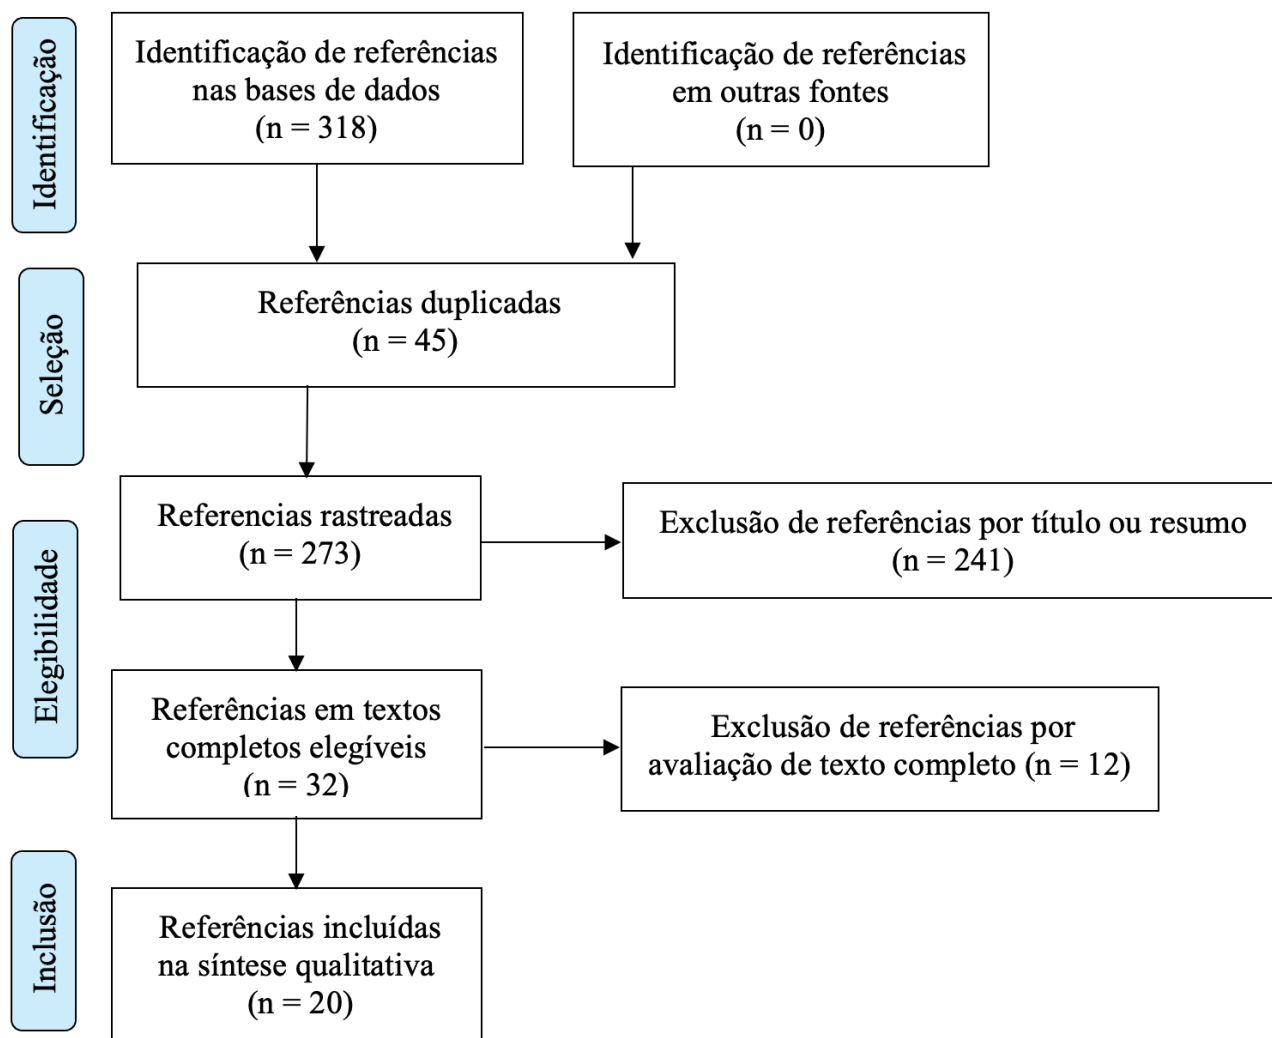 Identificação
Identificação de referências
nas bases de dados
(n = 318)
Identificação de referências
em outras fontes
(n = 0)
Seleção
Referências duplicadas
(n = 45)
Elegibilidade
Referencias rastreadas
(n = 273)
Exclusão de referências por título ou resumo
(n = 241)
Referências em textos
completos elegíveis
(n = 32)
Exclusão de referências por
avaliação de texto completo (n = 12)
Inclusão
Referências incluídas
na síntese qualitativa
(n = 20)